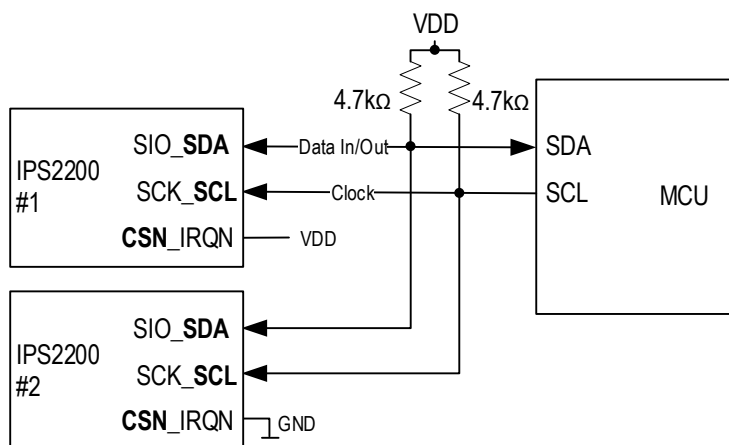 VDD
4.7kΩ 4.7kΩ
SIO_SDA Data In/Out SDA
IPS2200
#1
SCK_SCL Clock SCL
MCU
CSN_IRQN VDD
SIO_SDA
IPS2200
#2
SCK_SCL
CSN_IRQN GND